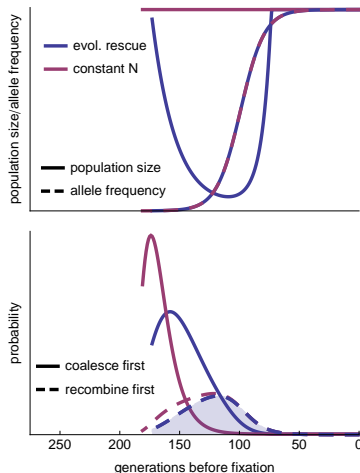 population size/allele frequency
evol. rescue
constant N
population size
allele frequency
probability
coalesce first
recombine first
250 200 150 100 50 0
generations before fixation